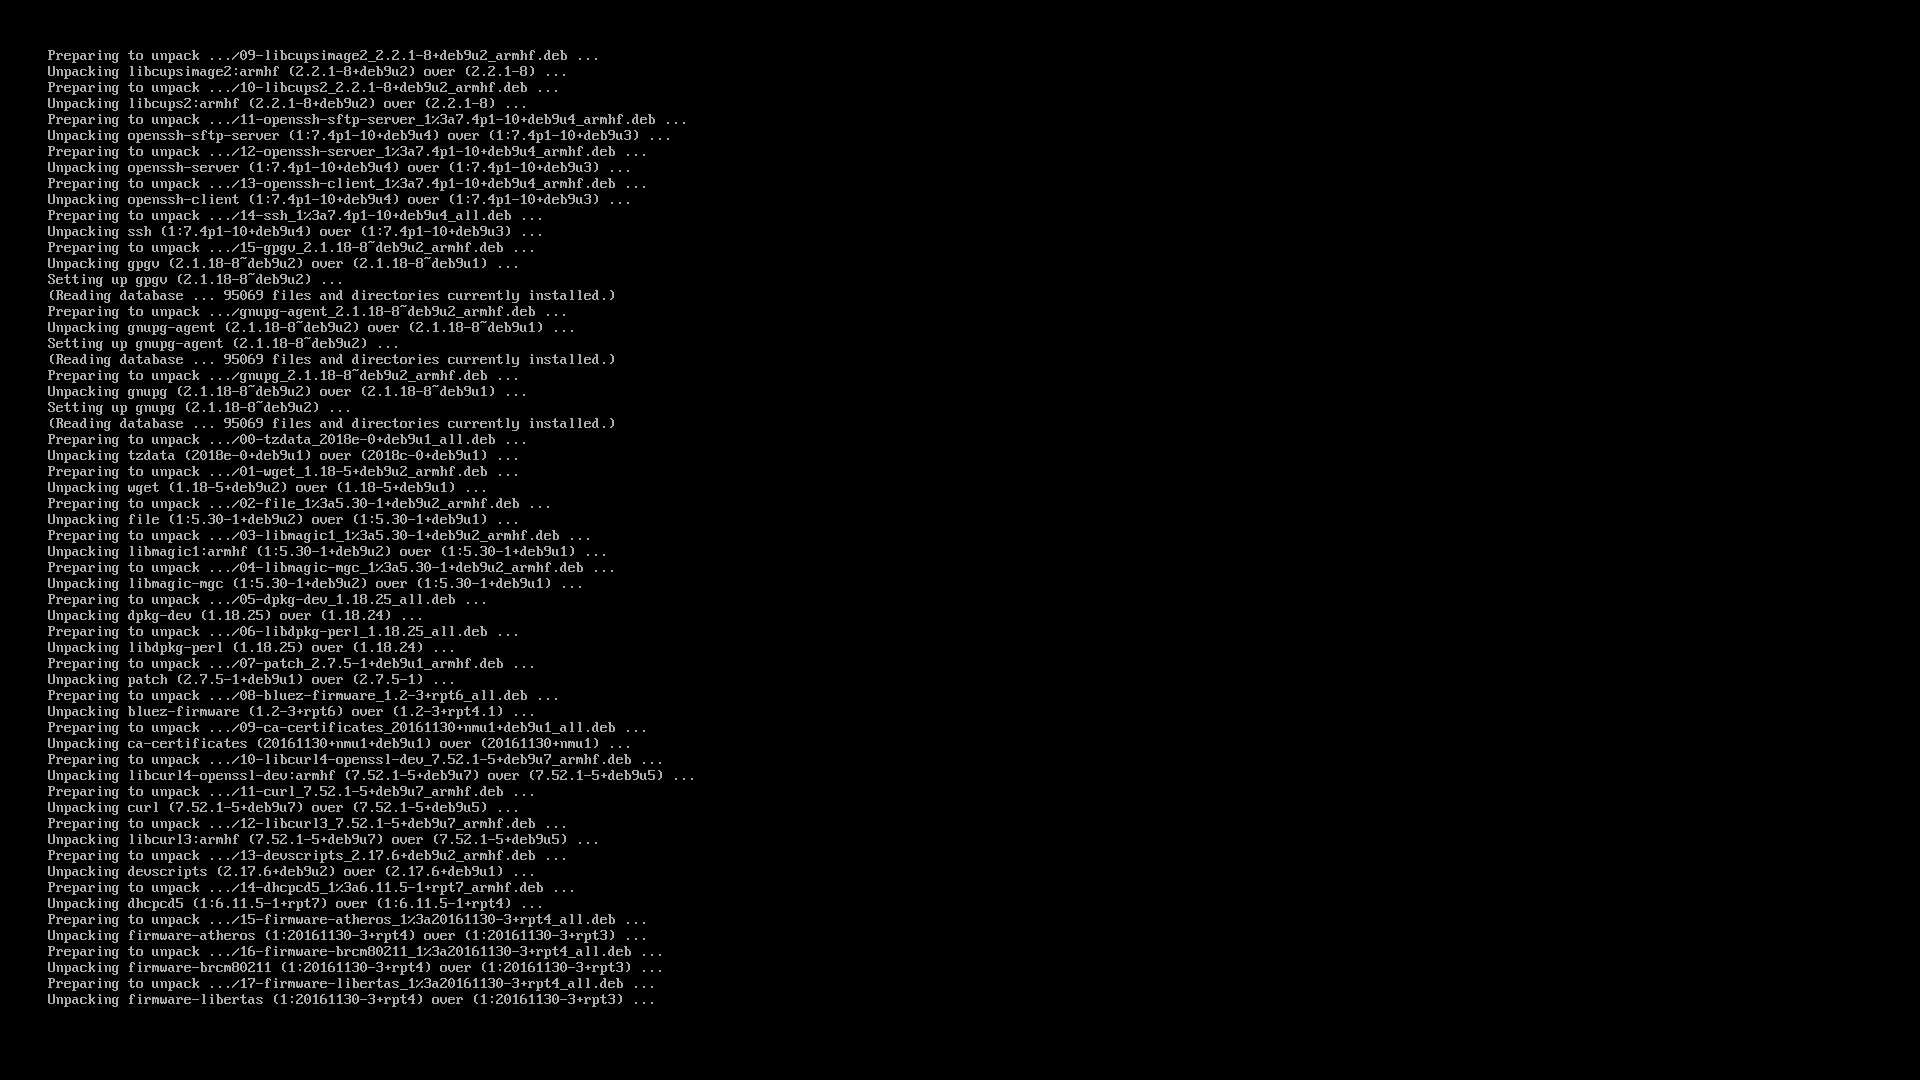 Preparing to unpack .../09-libcupsimage2_2.2.1-8+deb9u2_armhf.deb ...
Unpacking libcupsimage2:armhf (2.2.1-8+deb9u2) over (2.2.1-8) ...
Preparing to unpack .../10-libcups2_2.2.1-8+deb9u2_armhf.deb ...
Unpacking libcups2:armhf (2.2.1-8+deb9u2) over (2.2.1-8) ...
Preparing to unpack .../11-openssh-sftp-server_1%3a7.4p1-10+deb9u4_armhf.deb ...
Unpacking openssh-sftp-server (1:7.4p1-10+deb9u4) over (1:7.4p1-10+deb9u3) ...
Preparing to unpack .../12-openssh-server_1%3a7.4p1-10+deb9u4_armhf.deb ...
Unpacking openssh-server (1:7.4p1-10+deb9u4) over (1:7.4p1-10+deb9u3) ...
Preparing to unpack .../13-openssh-client_1%3a7.4p1-10+deb9u4_armhf.deb ...
Unpacking openssh-client (1:7.4p1-10+deb9u4) over (1:7.4p1-10+deb9u3) ...
Preparing to unpack .../14-ssh_1%3a7.4p1-10+deb9u4_all.deb ...
Unpacking ssh (1:7.4p1-10+deb9u4) over (1:7.4p1-10+deb9u3) ...
Preparing to unpack .../15-gpgv_2.1.18-8~deb9u2_armhf.deb ...
Unpacking gpgv (2.1.18-8~deb9u2) over (2.1.18-8~deb9u1) ...
Setting up gpgv (2.1.18-8~deb9u2) ...
(Reading database ... 95069 files and directories currently installed.)
Preparing to unpack .../gnupg-agent_2.1.18-8~deb9u2_armhf.deb ...
Unpacking gnupg-agent (2.1.18-8~deb9u2) over (2.1.18-8~deb9u1) ...
Setting up gnupg-agent (2.1.18-8~deb9u2) ...
(Reading database ... 95069 files and directories currently installed.)
Preparing to unpack .../gnupg_2.1.18-8~deb9u2_armhf.deb ...
Unpacking gnupg (2.1.18-8~deb9u2) over (2.1.18-8~deb9u1) ...
Setting up gnupg (2.1.18-8~deb9u2) ...
(Reading database ... 95069 files and directories currently installed.)
Preparing to unpack .../00-tzdata_2018e-0+deb9u1_all.deb ...
Unpacking tzdata (2018e-0+deb9u1) over (2018c-0+deb9u1) ...
Preparing to unpack .../01-wget_1.18-5+deb9u2_armhf.deb ...
Unpacking wget (1.18-5+deb9u2) over (1.18-5+deb9u1) ...
Preparing to unpack .../02-file_1%3a5.30-1+deb9u2_armhf.deb ...
Unpacking file (1:5.30-1+deb9u2) over (1:5.30-1+deb9u1) ...
Preparing to unpack .../03-libmagic1_1%3a5.30-1+deb9u2_armhf.deb ...
Unpacking libmagic1:armhf (1:5.30-1+deb9u2) over (1:5.30-1+deb9u1) ...
Preparing to unpack .../04-libmagic-mgc_1%3a5.30-1+deb9u2_armhf.deb ...
Unpacking libmagic-mgc (1:5.30-1+deb9u2) over (1:5.30-1+deb9u1) ...
Preparing to unpack .../05-dpkg-dev_1.18.25_all.deb ...
Unpacking dpkg-dev (1.18.25) over (1.18.24) ...
Preparing to unpack .../06-libdpkg-perl_1.18.25_all.deb ...
Unpacking libdpkg-perl (1.18.25) over (1.18.24) ...
Preparing to unpack .../07-patch_2.7.5-1+deb9u1_armhf.deb ...
Unpacking patch (2.7.5-1+deb9u1) over (2.7.5-1) ...
Preparing to unpack .../08-bluez-firmware_1.2-3+rpt6_all.deb ...
Unpacking bluez-firmware (1.2-3+rpt6) over (1.2-3+rpt4.1) ...
Preparing to unpack .../09-ca-certificates_20161130+nmu1+deb9u1_all.deb ...
Unpacking ca-certificates (20161130+nmu1+deb9u1) over (20161130+nmu1) ...
Preparing to unpack .../10-libcurl4-openssl-dev_7.52.1-5+deb9u7_armhf.deb ...
Unpacking libcurl4-openssl-dev:armhf (7.52.1-5+deb9u7) over (7.52.1-5+deb9u5) ...
Preparing to unpack .../11-curl_7.52.1-5+deb9u7_armhf.deb ...
Unpacking curl (7.52.1-5+deb9u7) over (7.52.1-5+deb9u5) ...
Preparing to unpack .../12-libcurl3_7.52.1-5+deb9u7_armhf.deb ...
Unpacking libcurl3:armhf (7.52.1-5+deb9u7) over (7.52.1-5+deb9u5) ...
Preparing to unpack .../13-devscripts_2.17.6+deb9u2_armhf.deb ...
Unpacking devscripts (2.17.6+deb9u2) over (2.17.6+deb9u1) ...
Preparing to unpack .../14-dhcpcd5_1%3a6.11.5-1+rpt7_armhf.deb ...
Unpacking dhcpcd5 (1:6.11.5-1+rpt7) over (1:6.11.5-1+rpt4) ...
Preparing to unpack .../15-firmware-atheros_1%3a20161130-3+rpt4_all.deb ...
Unpacking firmware-atheros (1:20161130-3+rpt4) over (1:20161130-3+rpt3) ...
Preparing to unpack .../16-firmware-brcm80211_1%3a20161130-3+rpt4_all.deb ...
Unpacking firmware-brcm80211 (1:20161130-3+rpt4) over (1:20161130-3+rpt3) ...
Preparing to unpack .../17-firmware-libertas_1%3a20161130-3+rpt4_all.deb ...
Unpacking firmware-libertas (1:20161130-3+rpt4) over (1:20161130-3+rpt3) ...